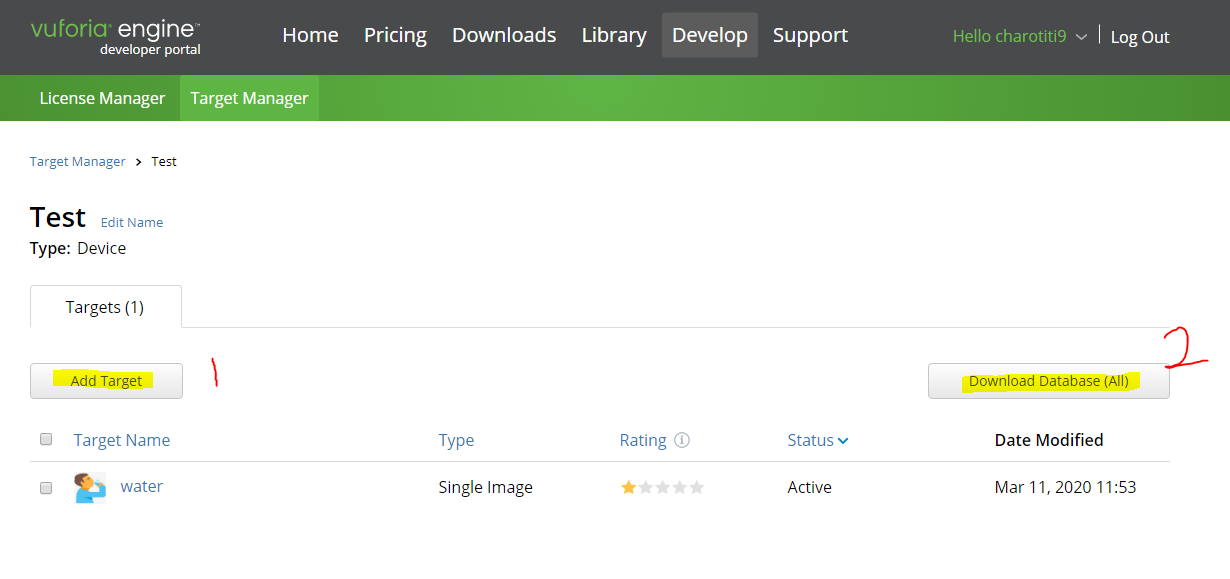 vuforia® engine™
developer portal
Home Pricing Downloads Library Develop Support
Hello charotiti9 Log Out
License Manager Target Manager
Target Manager > Test
Test Edit Name
Type: Device
Targets (1)
Add Target 1 Download Database (All) 2
Target Name Type Rating Status Date Modified
water Single Image Active Mar 11, 2020 11:53